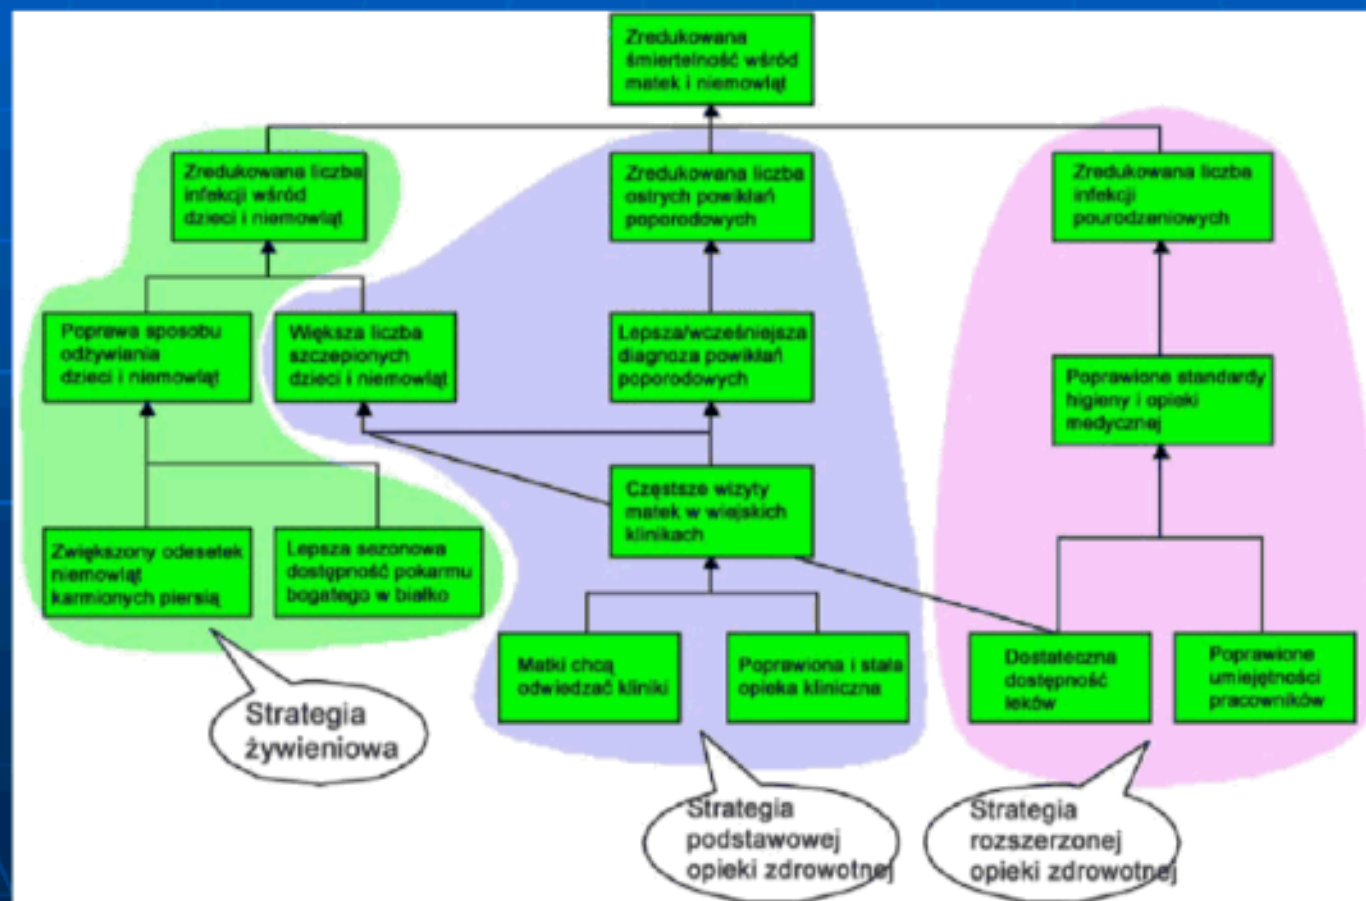 Zredukowana
śmiertelność wśród
matek i niemowląt
Zredukowana liczba
infekcji wśród
dzieci i niemowląt
Zredukowana liczba
ostrych powikłań
poporodowych
Zredukowana liczba
infekcji
pourodzeniowych
Poprawa sposobu
odżywiania
dzieci i niemowląt
Większa liczba
szczepionych
dzieci i niemowląt
Lepsza/wcześniejsza
diagnoza powikłań
poporodowych
Poprawione standardy
higieny i opieki
medycznej
Częstsze wizyty
matek w wiejskich
klinikach
Zwiększony odesetek
niemowląt
karmionych piersią
Lepsza sezonowa
dostępność pokarmu
bogatego w białko
Matki chcą
odwiedzać kliniki
Poprawiona i stała
opieka kliniczna
Dostateczna
dostępność
leków
Poprawione
umiejętności
pracowników
Strategia
żywieniowa
Strategia
podstawowej
opieki zdrowotnej
Strategia
rozszerzonej
opieki zdrowotnej